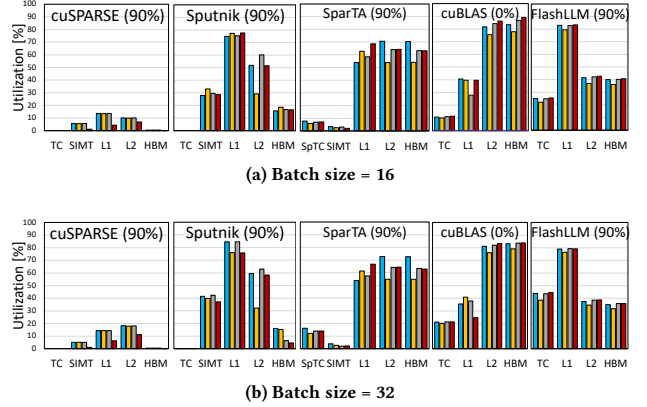 cuSPARSE (90%) Sputnik (90%) SparTA (90%) cuBLAS (0%) FlashLLM (90%)
Utilization [%]
100
90
80
70
60
50
40
30
20
10
0
TC SIMT L1 L2 HBM TC SIMT L1 L2 HBM SpTC SIMT L1 L2 HBM TC L1 L2 HBM TC L1 L2 HBM
(a) Batch size = 16
cuSPARSE (90%) Sputnik (90%) SparTA (90%) cuBLAS (0%) FlashLLM (90%)
Utilization [%]
100
90
80
70
60
50
40
30
20
10
0
TC SIMT L1 L2 HBM TC SIMT L1 L2 HBM SpTC SIMT L1 L2 HBM TC L1 L2 HBM TC L1 L2 HBM
(b) Batch size = 32